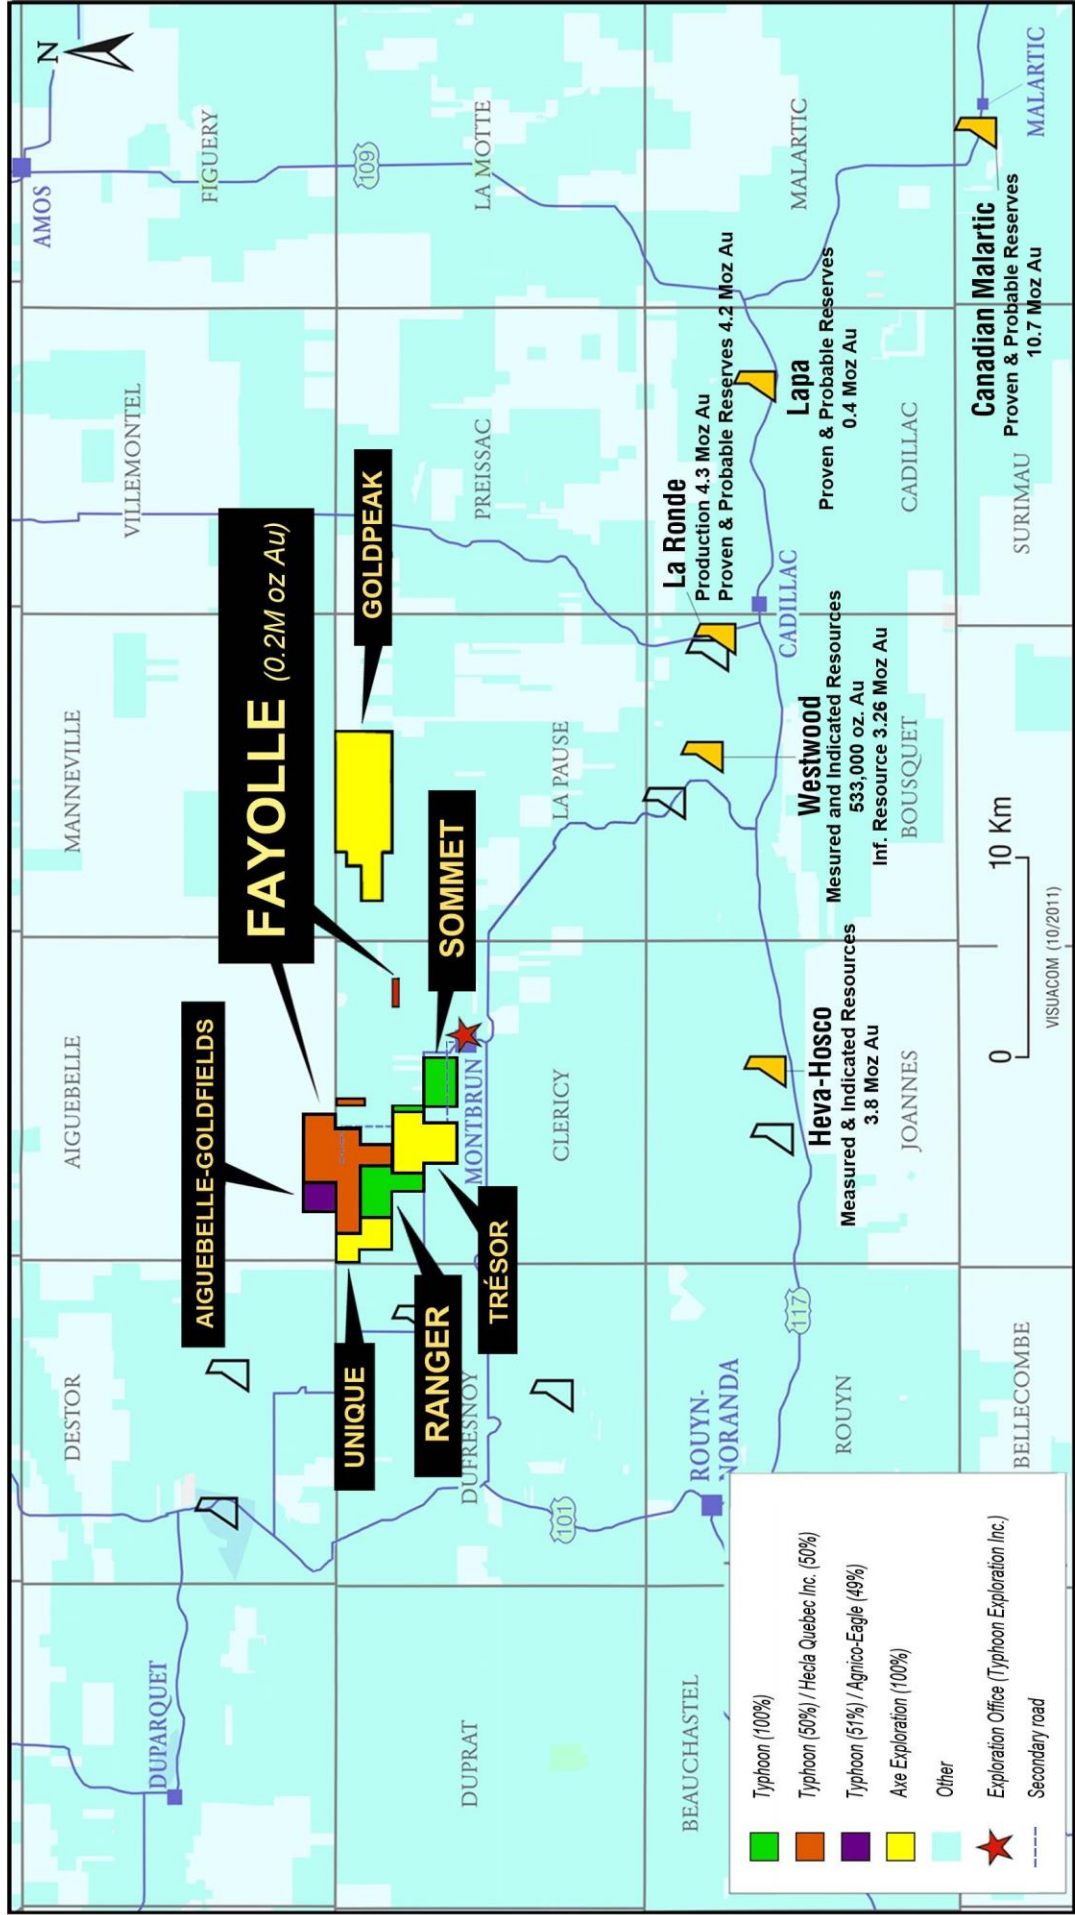 N
AMOS
FIGUERY
109
LA MOTTE
MALARTIC
MALARTIC
VILLEMONTEL
PREISSAC
CADILLAC
SURIMAU
MANNEVILLE
LA PAUSE
BOUSQUET
CADILLAC
AIGUEBELLE
MONTBRUN
CLERICY
JOANNES
DESTOR
DUFRESNOY
ROUYN-
NORANDA
ROUYN
BELLECOMBE
101
117
DUPARQUET
DUPRAT
BEAUCHASTEL
FAYOLLE (0.2M oz Au)
GOLDPEAK
SOMMET
AIGUEBELLE-GOLDFIELDS
UNIQUE
RANGER
TRÉSOR
La Ronde
Production 4.3 Moz Au
Proven & Probable Reserves 4.2 Moz Au
Lapa
Proven & Probable Reserves
0.4 Moz Au
Canadian Malartic
Proven & Probable Reserves
10.7 Moz Au
Westwood
Mesured and Indicated Resources
533,000 oz. Au
Inf. Resource 3.26 Moz Au
Heva-Hosco
Measured & Indicated Resources
3.8 Moz Au
0 10 Km
VISUACOM (10/2011)
Typhoon (100%)
Typhoon (50%) / Hecla Quebec Inc. (50%)
Typhoon (51%) / Agnico-Eagle (49%)
Axe Exploration (100%)
Other
Exploration Office (Typhoon Exploration Inc.)
Secondary road